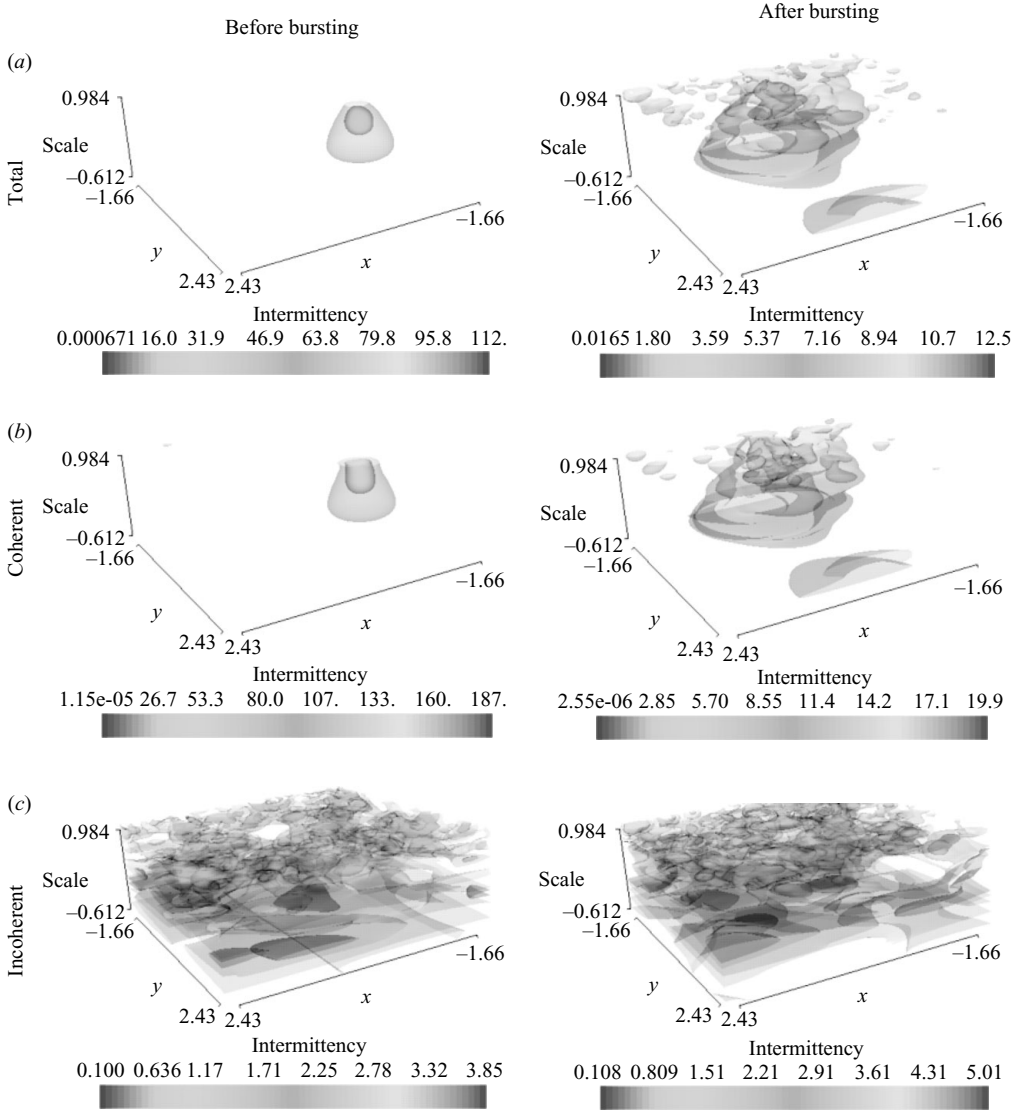 Before bursting
After bursting
(a)
Total
0.984
Scale
−0.612
−1.66
y
2.43
2.43
x
−1.66
Intermittency
0.000671 16.0 31.9 46.9 63.8 79.8 95.8 112.
0.984
Scale
−0.612
−1.66
y
2.43
2.43
x
−1.66
Intermittency
0.0165 1.80 3.59 5.37 7.16 8.94 10.7 12.5
(b)
Coherent
0.984
Scale
−0.612
−1.66
y
2.43
2.43
x
−1.66
Intermittency
1.15e-05 26.7 53.3 80.0 107. 133. 160. 187.
0.984
Scale
−0.612
−1.66
y
2.43
2.43
x
−1.66
Intermittency
2.55e-06 2.85 5.70 8.55 11.4 14.2 17.1 19.9
(c)
Incoherent
0.984
Scale
−0.612
−1.66
y
2.43
2.43
x
−1.66
Intermittency
0.100 0.636 1.17 1.71 2.25 2.78 3.32 3.85
0.984
Scale
−0.612
−1.66
y
2.43
2.43
x
−1.66
Intermittency
0.108 0.809 1.51 2.21 2.91 3.61 4.31 5.01